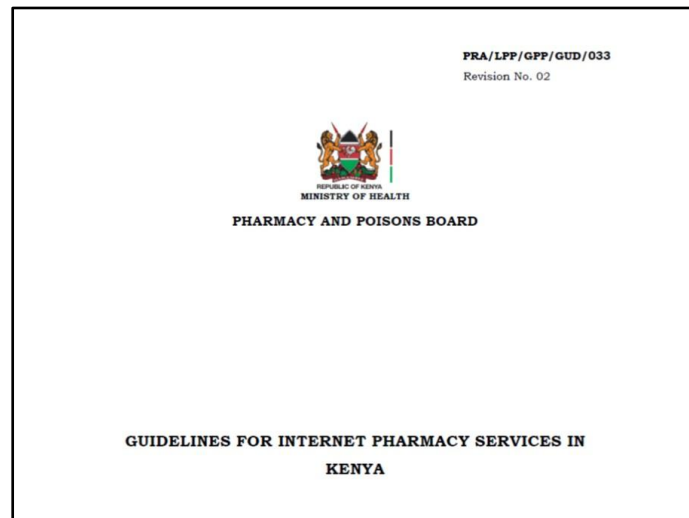 PRA/LPP/GPP/GUD/033
Revision No. 02
REPUBLIC OF KENYA
MINISTRY OF HEALTH
PHARMACY AND POISONS BOARD
GUIDELINES FOR INTERNET PHARMACY SERVICES IN
KENYA